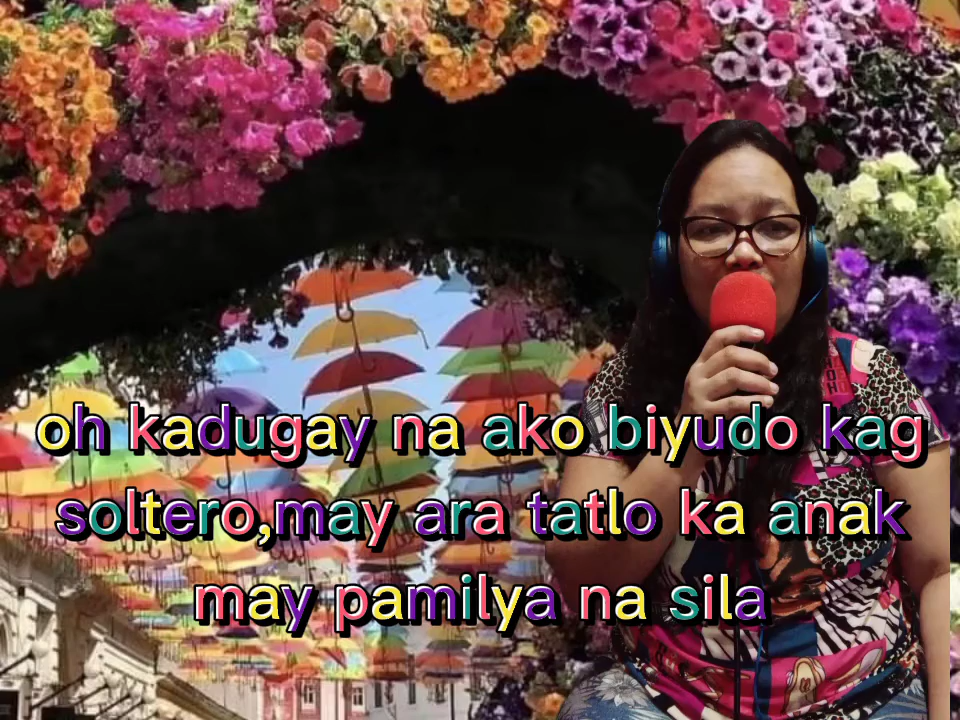 oh kadugay na ako biyudo kag
soltero,may ara tatlo ka anak
may pamilya na sila